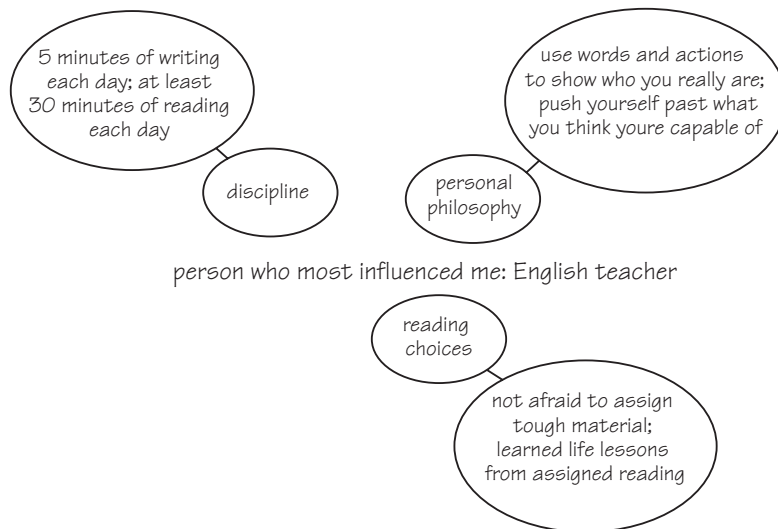 5 minutes of writing
each day; at least
30 minutes of reading
each day
discipline
use words and actions
to show who you really are;
push yourself past what
you think youre capable of
personal
philosophy
person who most influenced me: English teacher
reading
choices
not afraid to assign
tough material;
learned life lessons
from assigned reading